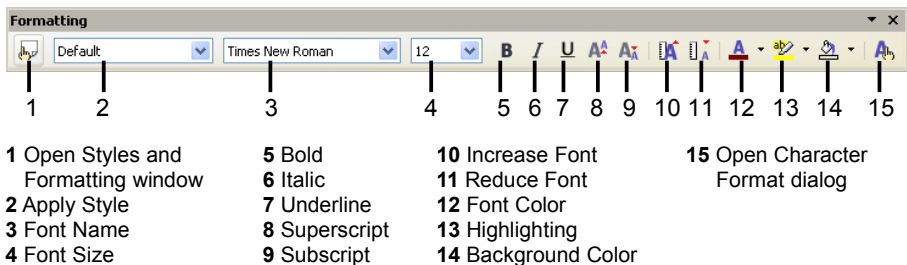 Formatting
Default Times New Roman 12 B I U A A A A A ab A
1 2 3 4 5 6 7 8 9 10 11 12 13 14 15
1 Open Styles and
Formatting window
2 Apply Style
3 Font Name
4 Font Size
5 Bold
6 Italic
7 Underline
8 Superscript
9 Subscript
10 Increase Font
11 Reduce Font
12 Font Color
13 Highlighting
14 Background Color
15 Open Character
Format dialog